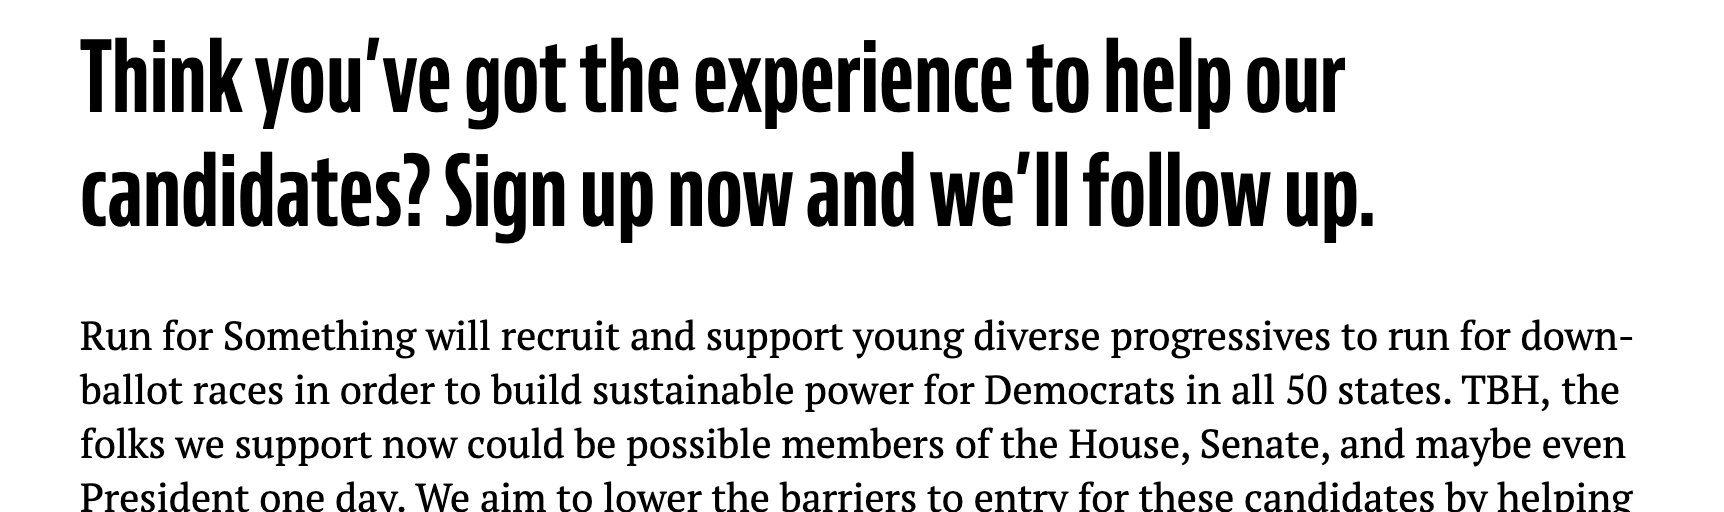 Think you've got the experience to help our
candidates? Sign up now and we'll follow up.
Run for Something will recruit and support young diverse progressives to run for down-
ballot races in order to build sustainable power for Democrats in all 50 states. TBH, the
folks we support now could be possible members of the House, Senate, and maybe even
President one day. We aim to lower the barriers to entry for these candidates by helping